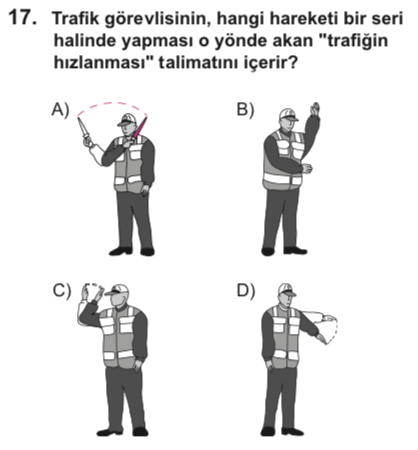 17. Trafik görevlisinin, hangi hareketi bir seri
halinde yapması o yönde akan "trafiğin
hızlanması" talimatını içerir?
A) B)
C) D)